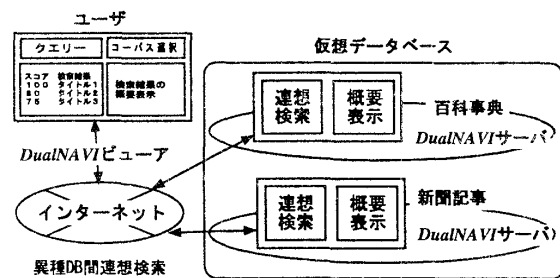 ユーザ
クエリー
コーパス選択
スコア 検索結果
100 タイトル1
80 タイトル2
75 タイトル3
検索結果の
概要表示
DualNAVIビューア
インターネット
異種DB間連想検索
仮想データベース
連想
検索
概要
表示
百科事典
DualNAVIサーバ
連想
検索
概要
表示
新聞記事
DualNAVIサーバ